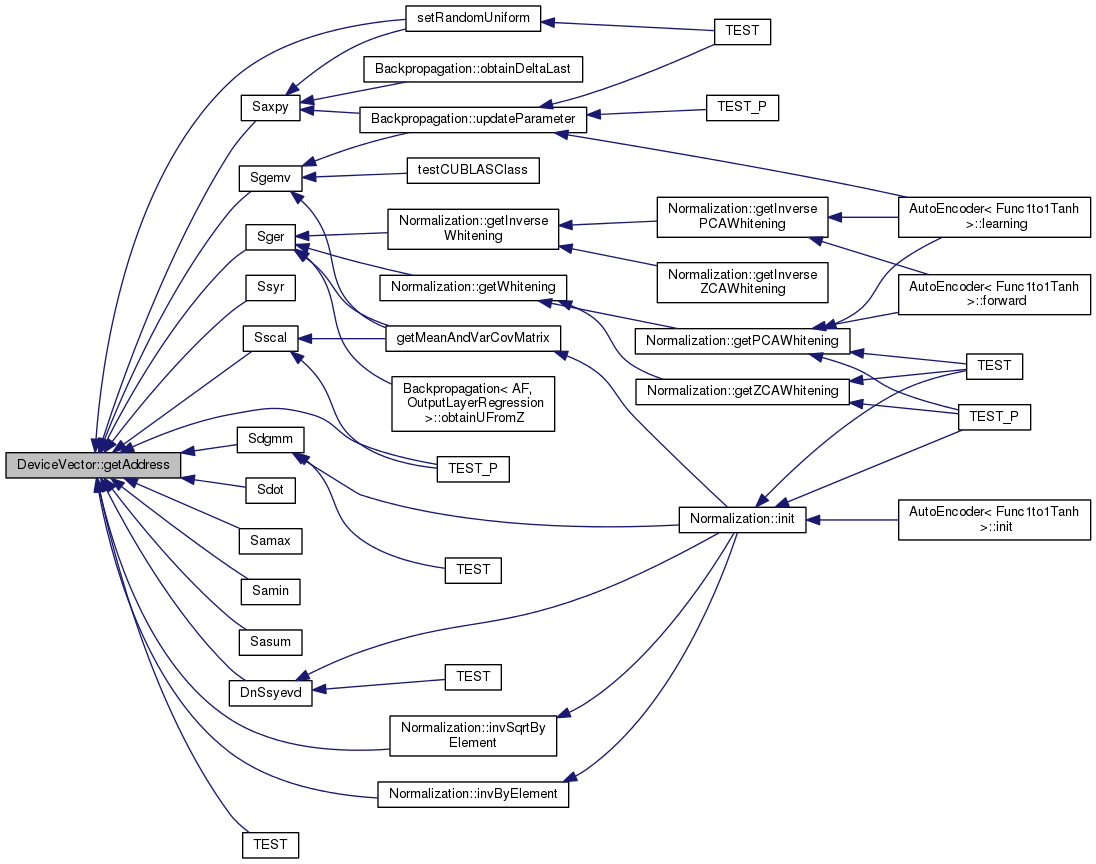 setRandomUniform
TEST
Backpropagation::obtainDeltaLast
Saxpy
TEST_P
Backpropagation::updateParameter
testCUBLASClass
Sgemv
Normalization::getInverse
PCAWhitening
AutoEncoder< Func1to1Tanh
>::learning
Normalization::getInverse
Whitening
Sger
Normalization::getInverse
ZCAWhitening
Ssyr
Normalization::getWhitening
AutoEncoder< Func1to1Tanh
>::forward
Sscal
getMeanAndVarCovMatrix
Normalization::getPCAWhitening
TEST
Normalization::getZCAWhitening
Backpropagation< AF,
OutputLayerRegression
>::obtainUFromZ
TEST_P
Sdgmm
DeviceVector::getAddress
TEST_P
Sdot
Normalization::init
AutoEncoder< Func1to1Tanh
>::init
Samax
TEST
Samin
Sasum
TEST
DnSsyevd
Normalization::invSqrtBy
Element
Normalization::invByElement
TEST